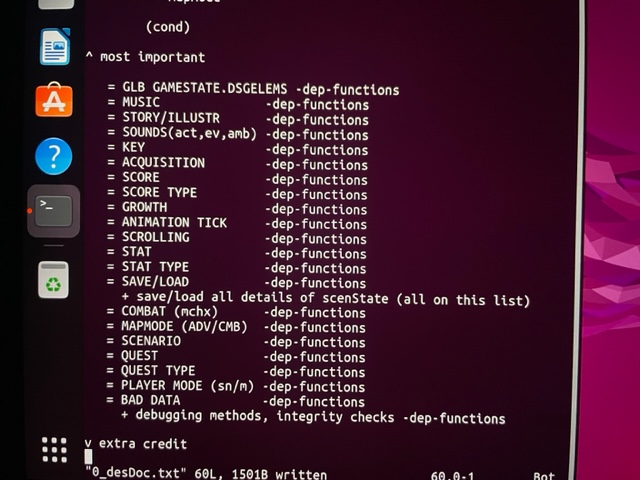 (cond)
^ most important
= GLB GAMESTATE.DSGELEMS -dep-functions
= MUSIC -dep-functions
= STORY/ILLUSTR -dep-functions
= SOUNDS(act,ev,amb) -dep-functions
= KEY -dep-functions
= ACQUISITION -dep-functions
= SCORE -dep-functions
= SCORE TYPE -dep-functions
= GROWTH -dep-functions
= ANIMATION TICK -dep-functions
= SCROLLING -dep-functions
= STAT -dep-functions
= STAT TYPE -dep-functions
= SAVE/LOAD -dep-functions
+ save/load all details of scenState (all on this list)
= COMBAT (mchx) -dep-functions
= MAPMODE (ADV/CMB) -dep-functions
= SCENARIO -dep-functions
= QUEST -dep-functions
= QUEST TYPE -dep-functions
= PLAYER MODE (sn/m) -dep-functions
= BAD DATA -dep-functions
+ debugging methods, integrity checks -dep-functions
v extra credit
"0_desDoc.txt" 60L, 1501B written 60,0-1 Bot